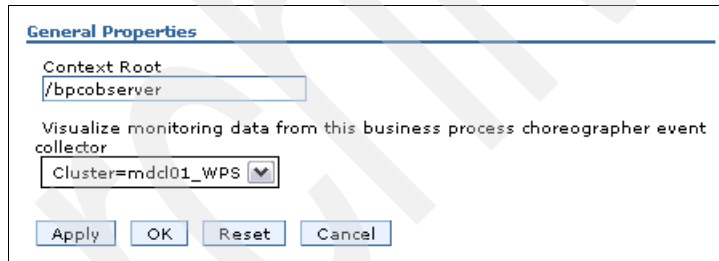 General Properties
Context Root
/bpcobserver
Visualize monitoring data from this business process choreographer event
collector
Cluster=mdcl01_WPS
Apply OK Reset Cancel